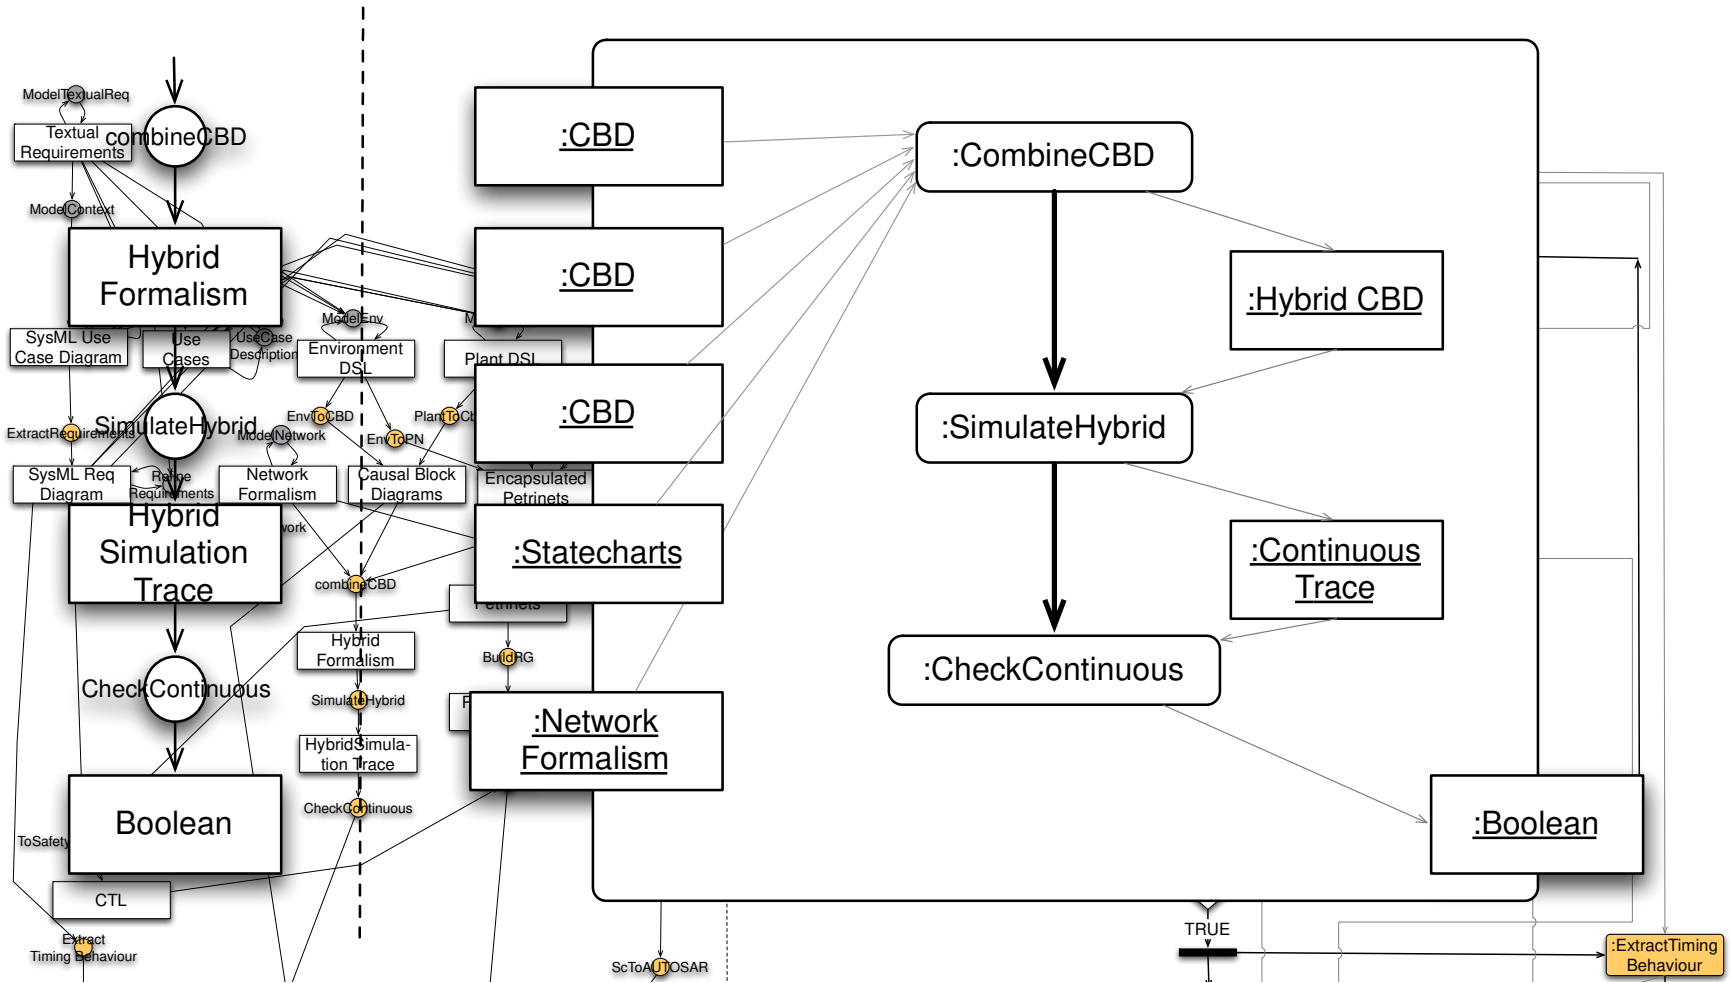 ModelTextualReq
Textual
Requirements
combineCBD
ModelContext
Hybrid
Formalism
SysML Use
Case Diagram
Use
Cases
UseCase
Description
ModelEnv
Environment
DSL
Plant DSL
EnvToCBD
EnvToPN
ExtractRequirements
SimulateHybrid
ModelNetwork
SysML Req
Diagram
Refine
Requirements
Network
Formalism
Causal Block
Diagrams
Encapsulated
Petrinets
Hybrid
Simulation
Trace
combineCBD
Petrinets
Hybrid
Formalism
BuildRG
CheckContinuous
SimulateHybrid
HybridSimula-
tion Trace
CheckContinuous
Boolean
ToSafety
CTL
Extract
Timing Behaviour
:CBD
:CBD
:CBD
:Statecharts
:Network
Formalism
:CombineCBD
:Hybrid CBD
:SimulateHybrid
:Continuous
Trace
:CheckContinuous
:Boolean
ScToAUTOSAR
TRUE
:ExtractTiming
Behaviour